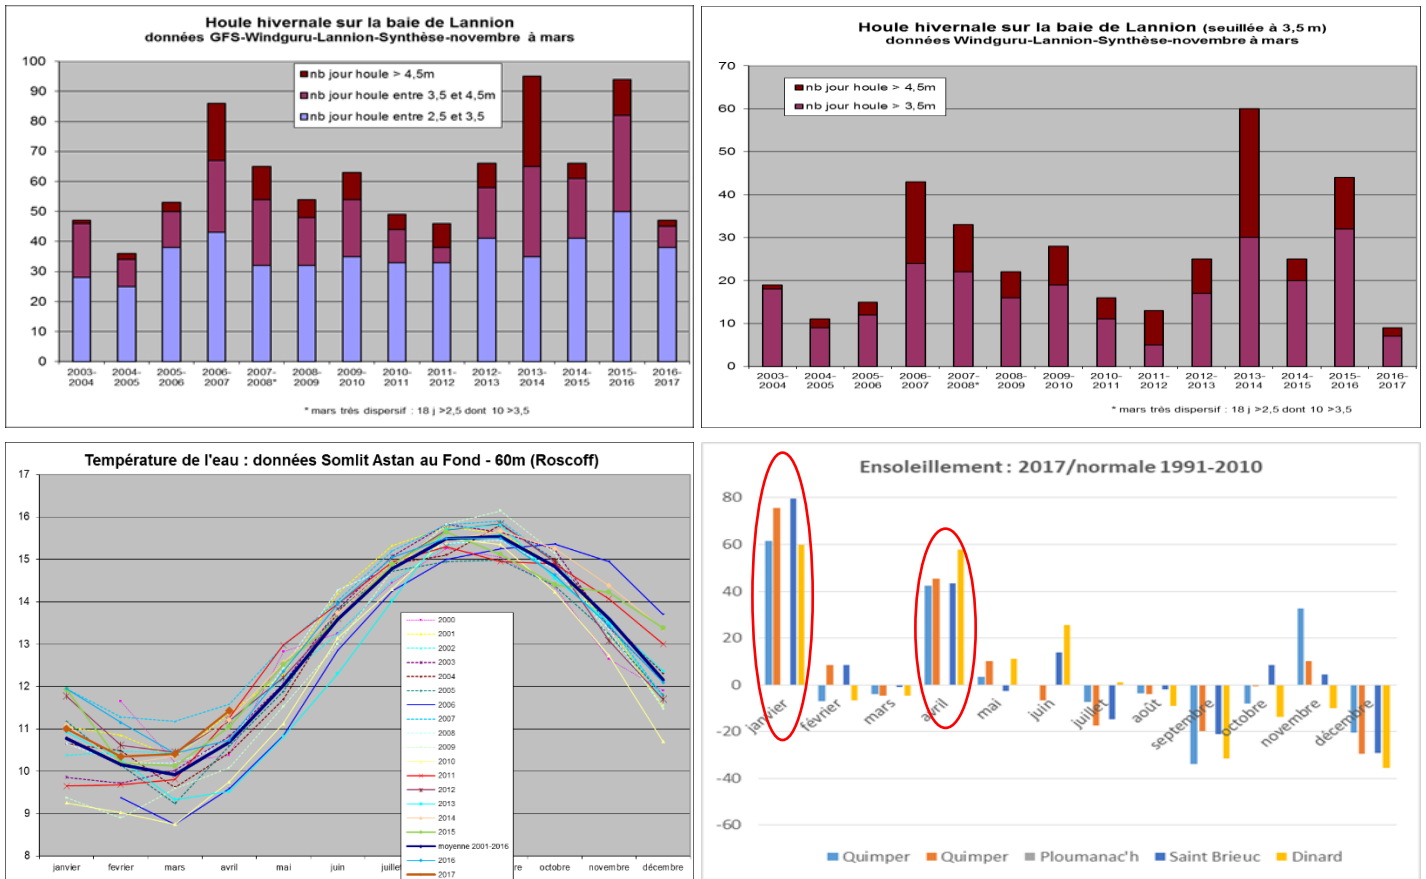 Houle hivernale sur la baie de Lannion
données GFS-Windguru-Lannion-Synthèse-novembre à mars
100
90
80
70
60
50
40
30
20
10
0
nb jour houle > 4,5m
nb jour houle entre 3,5 et 4,5m
nb jour houle entre 2,5 et 3,5
2003-2004 2004-2005 2005-2006 2006-2007 2007-2008* 2008-2009 2009-2010 2010-2011 2011-2012 2012-2013 2013-2014 2014-2015 2015-2016 2016-2017
* mars très dispersif : 18 j >2,5 dont 10 >3,5
Houle hivernale sur la baie de Lannion (seuillée à 3,5 m)
données Windguru-Lannion-Synthèse-novembre à mars
70
60
50
40
30
20
10
0
nb jour houle > 4,5m
nb jour houle > 3,5m
2003-2004 2004-2005 2005-2006 2006-2007 2007-2008* 2008-2009 2009-2010 2010-2011 2011-2012 2012-2013 2013-2014 2014-2015 2015-2016 2016-2017
* mars très dispersif : 18 j >2,5 dont 10 >3,5
Température de l'eau : données Somlit Astan au Fond - 60m (Roscoff)
17
16
15
14
13
12
11
10
9
8
2000
2001
2002
2003
2004
2005
2006
2007
2008
2009
2010
2011
2012
2013
2014
2015
moyenne 2001-2016
2016
2017
janvier fevrier mars avril mai juin juillet re octobre novembre décembre
Ensoleillement : 2017/normale 1991-2010
80
60
40
20
0
-20
-40
-60
janvier février mars avril mai juin juillet août septembre octobre novembre décembre
Quimper Quimper Ploumanac'h Saint Brieuc Dinard